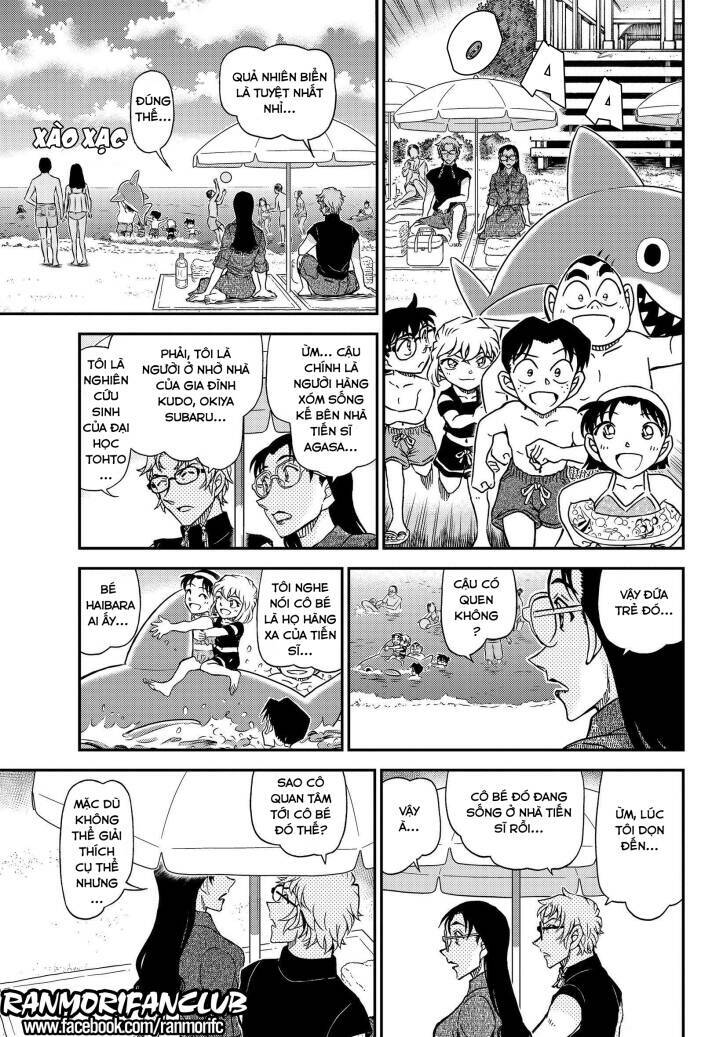 A
A
QUẢ NHIÊN BIỂN
LÀ TUYỆT NHẤT
NHỈ...
ĐÚNG
THẾ...
XÀO XẠC
ỪM... CẬU
CHÍNH LÀ
NGƯỜI HÀNG
XÓM SỐNG
KẾ BÊN NHÀ
TIẾN SĨ
AGASA...
PHẢI, TÔI LÀ
NGƯỜI Ở NHỜ NHÀ
CỦA GIA ĐÌNH
KUDO, OKIYA
SUBARU...
TÔI LÀ
NGHIÊN
CỨU
SINH CỦA
ĐẠI HỌC
TOHTO
...
VẬY ĐỨA
TRẺ ĐÓ...
CẬU CÓ
QUEN
KHÔNG
?
TÔI NGHE
NÓI CÔ BÉ
LÀ HỌ HÀNG
XA CỦA TIẾN
SĨ...
BÉ
HAIBARA
AI ẤY...
ỪM, LÚC
TÔI DỌN
ĐẾN...
CÔ BÉ ĐÓ ĐANG
SỐNG Ở NHÀ TIẾN
SĨ RỒI...
VẬY
À...
SAO CÔ
QUAN TÂM
TỚI CÔ BÉ
ĐÓ THẾ?
MẶC DÙ
KHÔNG
THỂ GIẢI
THÍCH
CỤ THỂ
NHƯNG
...
RANMORIFANCLUB
www.facebook.com/ranmorifc